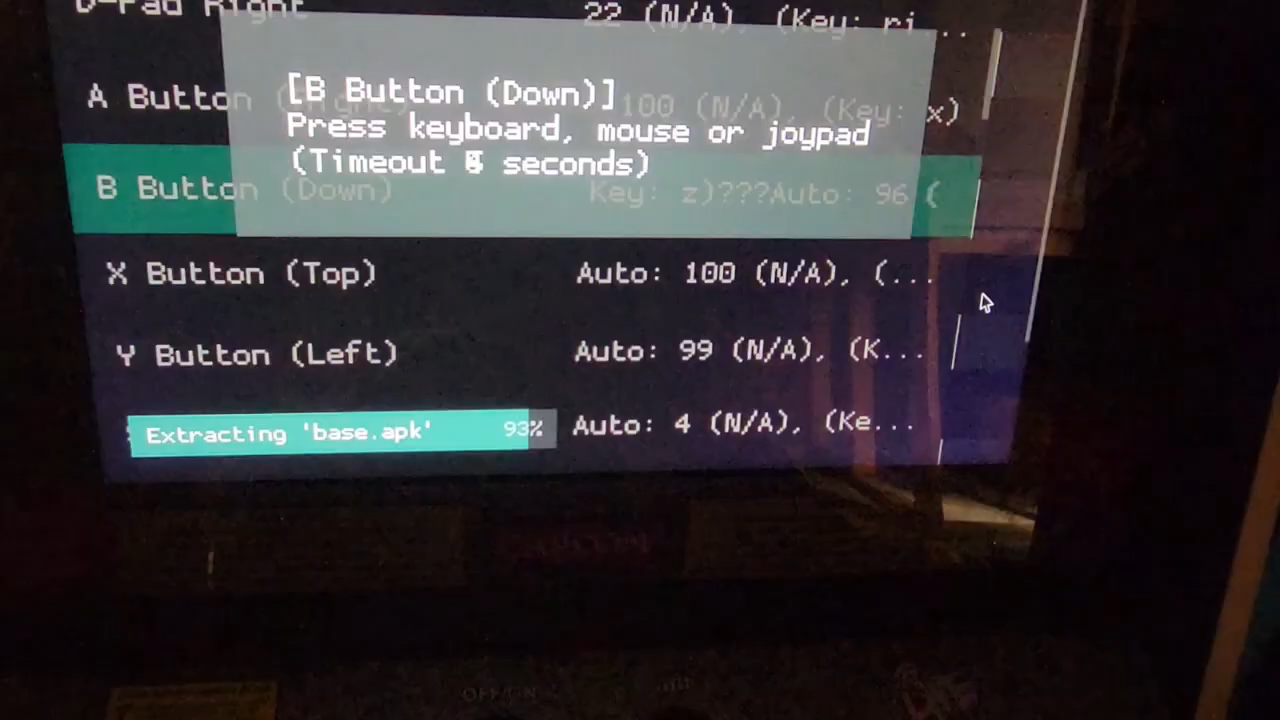 D-Pad Right 22 (N/A), (Key: ri...
[B Button (Down)]
A Button 100 (N/A), (Key: x)
Press keyboard, mouse or joypad
(Timeout seconds)
B Button (Down) Key: z)???Auto: 96 (
X Button (Top) Auto: 100 (N/A), (...
Y Button (Left) Auto: 99 (N/A), (K...
Extracting 'base.apk' 93% Auto: 4 (N/A), (Ke...